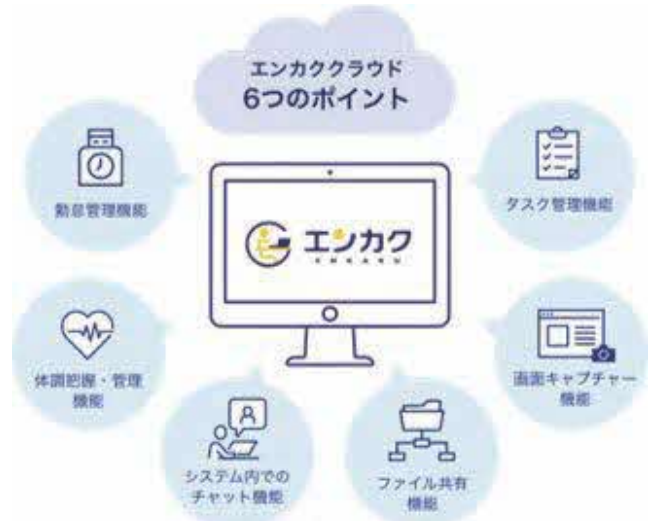 エンカククラウド
6つのポイント
勤怠管理機能
タスク管理機能
エンカク
ENKAKU
体調把握・管理
機能
画面キャプチャー
機能
システム内での
チャット機能
ファイル共有
機能